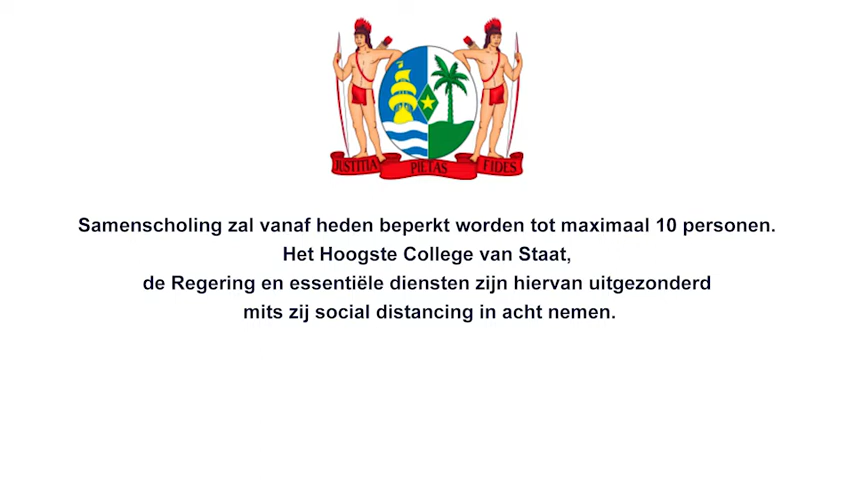 JUSTITIA PIETAS FIDES
Samenscholing zal vanaf heden beperkt worden tot maximaal 10 personen.
Het Hoogste College van Staat,
de Regering en essentiële diensten zijn hiervan uitgezonderd
mits zij social distancing in acht nemen.